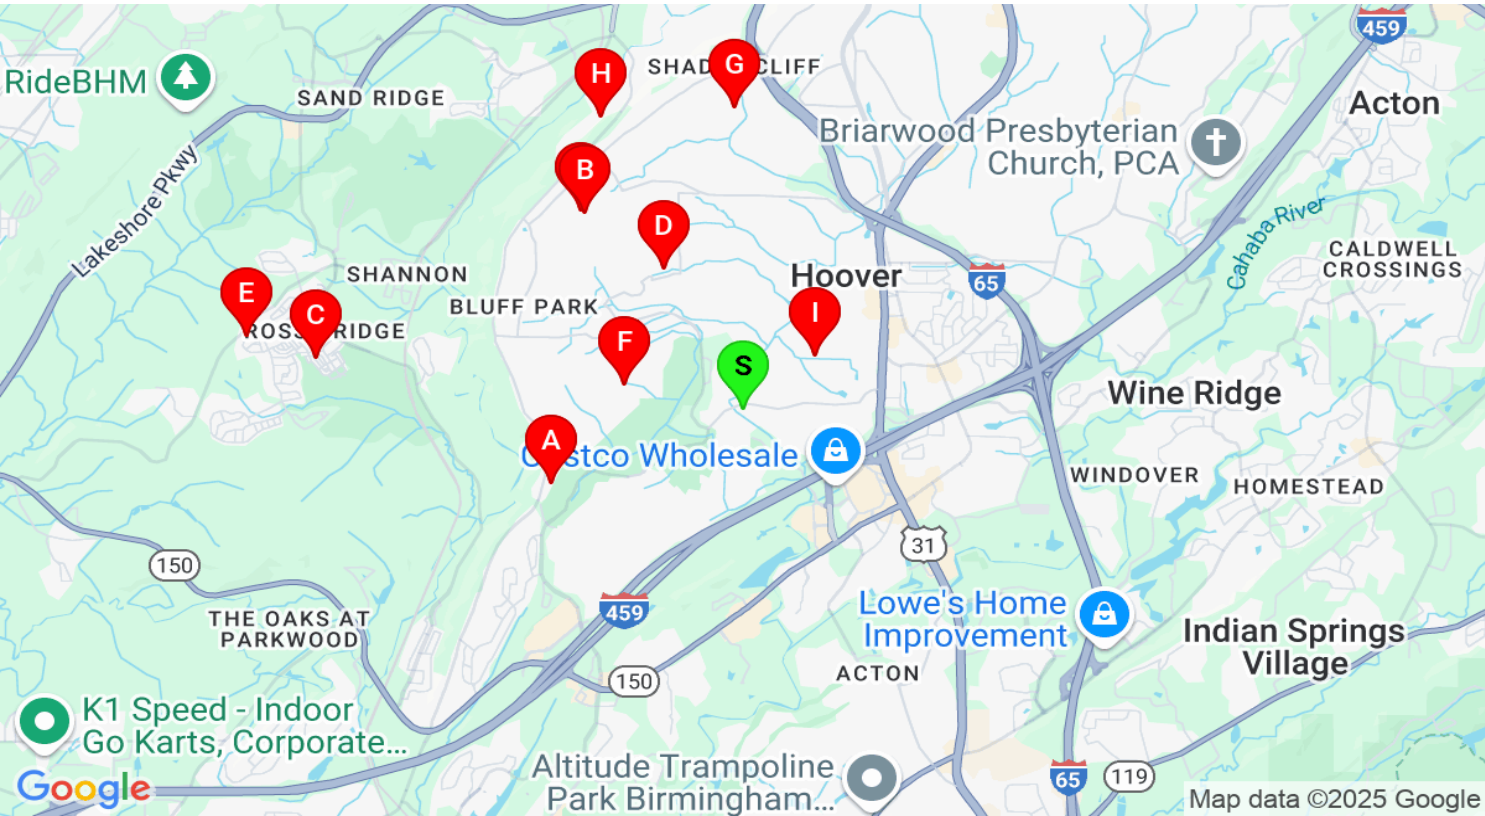 459
RideBHM
H
SHAD
G
CLIFF
SAND RIDGE
Acton
Briarwood Presbyterian
Church, PCA
Lakeshore Pkwy
B
D
Cahaba River
CALDWELL
CROSSINGS
SHANNON
Hoover
65
E
C
BLUFF PARK
I
ROSS RIDGE
F
S
Wine Ridge
A
Costco Wholesale
WINDOVER
HOMESTEAD
31
150
459
Lowe's Home
Improvement
THE OAKS AT
PARKWOOD
Indian Springs
Village
150
ACTON
K1 Speed - Indoor
Go Karts, Corporate...
Altitude Trampoline
Park Birmingham...
65
119
Google
Map data ©2025 Google